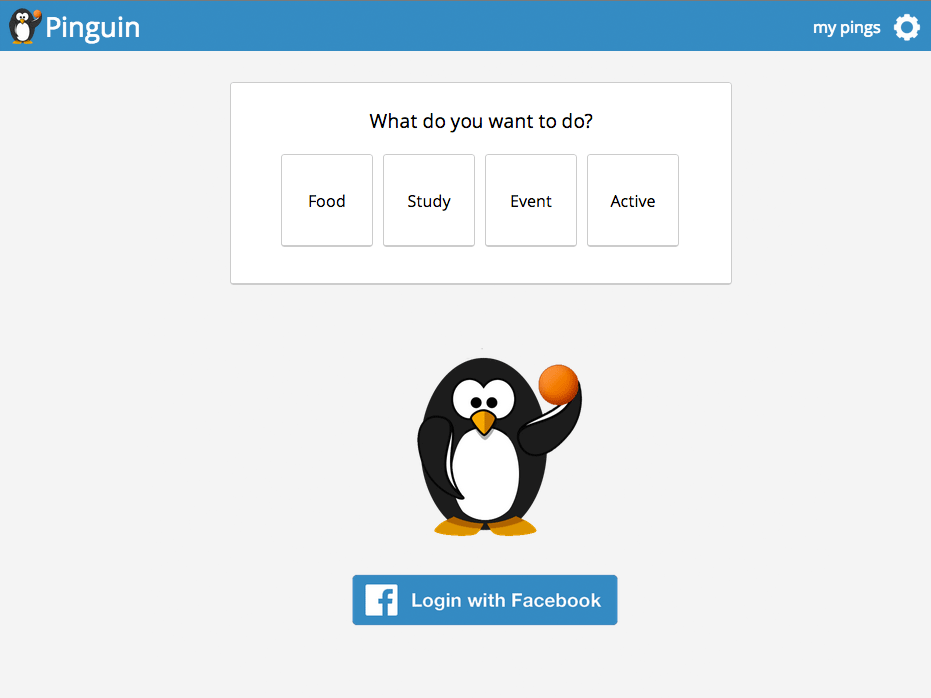 Pinguin
my pings
What do you want to do?
Food
Study
Event
Active
Login with Facebook